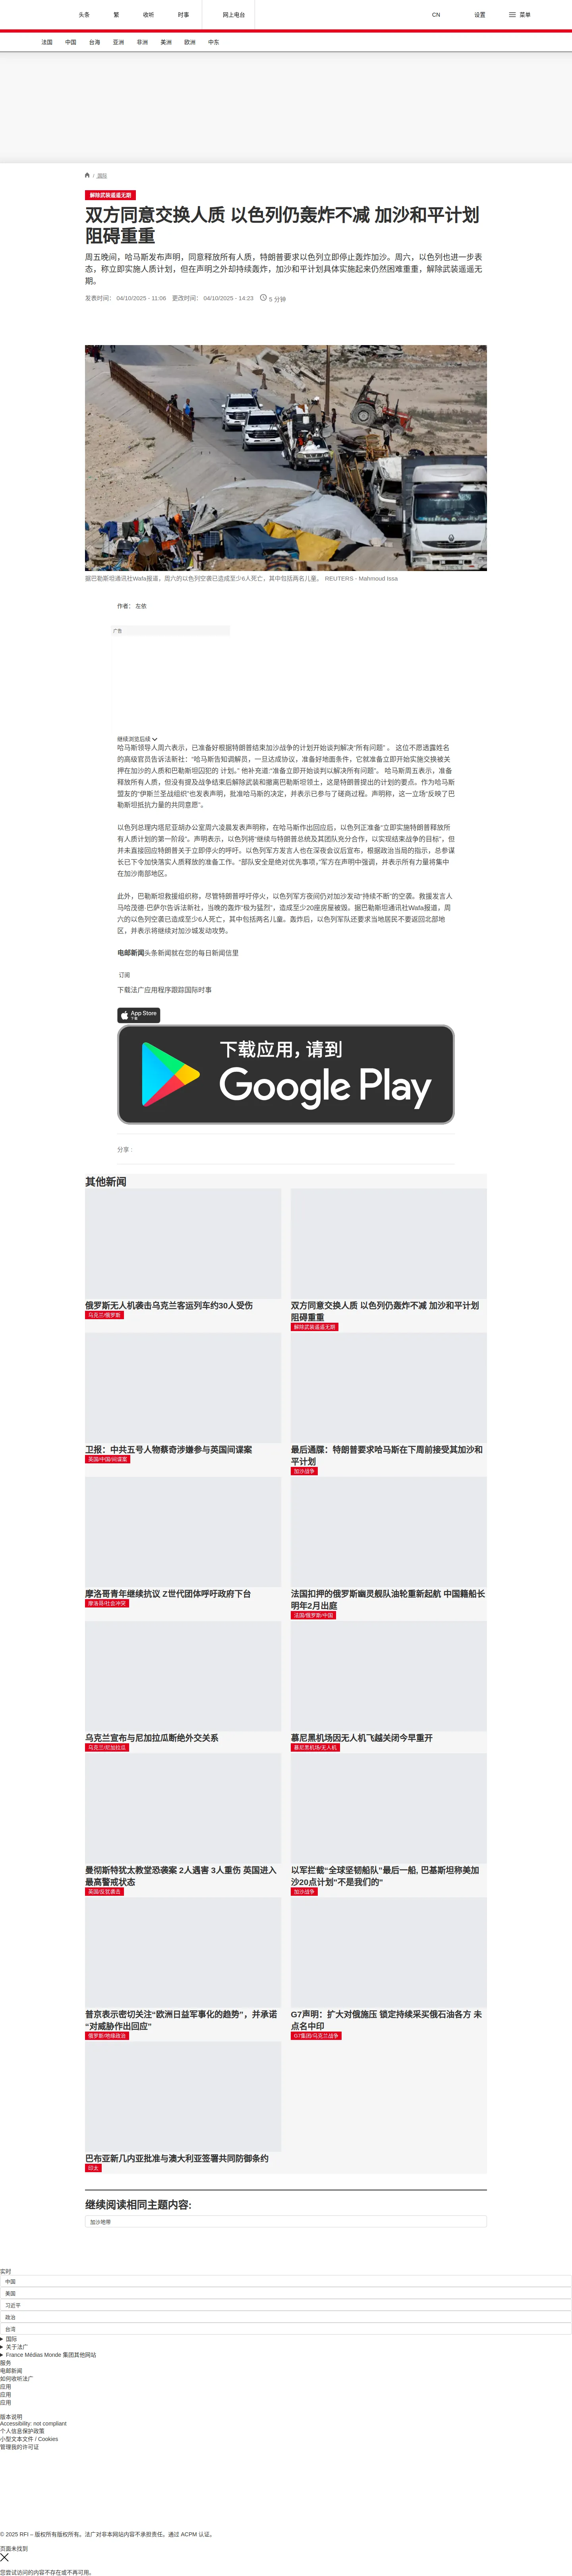 头条
繁
收听
时事
网上电台
CN
设置
菜单
法国
中国
台海
亚洲
非洲
美洲
欧洲
中东
/ 国际
解除武装遥遥无期
双方同意交换人质 以色列仍轰炸不减 加沙和平计划
阻碍重重
周五晚间，哈马斯发布声明，同意释放所有人质，特朗普要求以色列立即停止轰炸加沙。周六，以色列也进一步表
态，称立即实施人质计划，但在声明之外却持续轰炸，加沙和平计划具体实施起来仍然困难重重，解除武装遥遥无
期。
发表时间： 04/10/2025 - 11:06 更改时间： 04/10/2025 - 14:23 5 分钟
据巴勒斯坦通讯社Wafa报道，周六的以色列空袭已造成至少6人死亡，其中包括两名儿童。 REUTERS - Mahmoud Issa
作者： 左依
广告
继续浏览后续
哈马斯领导人周六表示，已准备好根据特朗普结束加沙战争的计划开始谈判解决“所有问题” 。 这位不愿透露姓名
的高级官员告诉法新社：“哈马斯告知调解员，一旦达成协议，准备好地面条件，它就准备立即开始实施交换被关
押在加沙的人质和巴勒斯坦囚犯的 计划。” 他补充道:“准备立即开始谈判以解决所有问题”。 哈马斯周五表示，准备
释放所有人质，但没有提及战争结束后解除武装和撤离巴勒斯坦领土，这是特朗普提出的计划的要点。作为哈马斯
盟友的“伊斯兰圣战组织”也发表声明，批准哈马斯的决定，并表示已参与了磋商过程。声明称，这一立场“反映了巴
勒斯坦抵抗力量的共同意愿”。
以色列总理内塔尼亚胡办公室周六凌晨发表声明称，在哈马斯作出回应后，以色列正准备“立即实施特朗普释放所
有人质计划的第一阶段”。声明表示，以色列将“继续与特朗普总统及其团队充分合作，以实现结束战争的目标”，但
并未直接回应特朗普关于立即停火的呼吁。以色列军方发言人也在深夜会议后宣布，根据政治当局的指示，总参谋
长已下令加快落实人质释放的准备工作。“部队安全是绝对优先事项，”军方在声明中强调，并表示所有力量将集中
在加沙南部地区。
此外，巴勒斯坦救援组织称，尽管特朗普呼吁停火，以色列军方夜间仍对加沙发动“持续不断”的空袭。救援发言人
马哈茂德·巴萨尔告诉法新社，当晚的轰炸“极为猛烈”，造成至少20座房屋被毁。据巴勒斯坦通讯社Wafa报道，周
六的以色列空袭已造成至少6人死亡，其中包括两名儿童。轰炸后，以色列军队还要求当地居民不要返回北部地
区，并表示将继续对加沙城发动攻势。
电邮新闻头条新闻就在您的每日新闻信里
订阅
下载法广应用程序跟踪国际时事
App Store
下载
下载应用，请到
Google Play
分享 :
其他新闻
俄罗斯无人机袭击乌克兰客运列车约30人受伤
乌克兰/俄罗斯
双方同意交换人质 以色列仍轰炸不减 加沙和平计划
阻碍重重
解除武装遥遥无期
卫报：中共五号人物蔡奇涉嫌参与英国间谍案
英国/中国/间谍案
最后通牒：特朗普要求哈马斯在下周前接受其加沙和
平计划
加沙战争
摩洛哥青年继续抗议 Z世代团体呼吁政府下台
摩洛哥/社会冲突
法国扣押的俄罗斯幽灵舰队油轮重新起航 中国籍船长
明年2月出庭
法国/俄罗斯/中国
乌克兰宣布与尼加拉瓜断绝外交关系
乌克兰/尼加拉瓜
慕尼黑机场因无人机飞越关闭今早重开
慕尼黑机场/无人机
曼彻斯特犹太教堂恐袭案 2人遇害 3人重伤 英国进入
最高警戒状态
英国/反犹袭击
以军拦截“全球坚韧船队”最后一船, 巴基斯坦称美加
沙20点计划"不是我们的"
加沙战争
普京表示密切关注“欧洲日益军事化的趋势”，并承诺
“对威胁作出回应”
俄罗斯/地缘政治
G7声明：扩大对俄施压 锁定持续采买俄石油各方 未
点名中印
G7集团/乌克兰战争
巴布亚新几内亚批准与澳大利亚签署共同防御条约
印太
继续阅读相同主题内容:
加沙地带
实时
中国
美国
习近平
政治
台湾
国际
关于法广
France Médias Monde 集团其他网站
服务
电邮新闻
如何收听法广
应用
应用
应用
版本说明
Accessibility: not compliant
个人信息保护政策
小型文本文件 / Cookies
管理我的许可证
© 2025 RFI – 版权所有版权所有。法广对非本网站内容不承担责任。通过 ACPM 认证。
页面未找到
您尝试访问的内容不存在或不再可用。